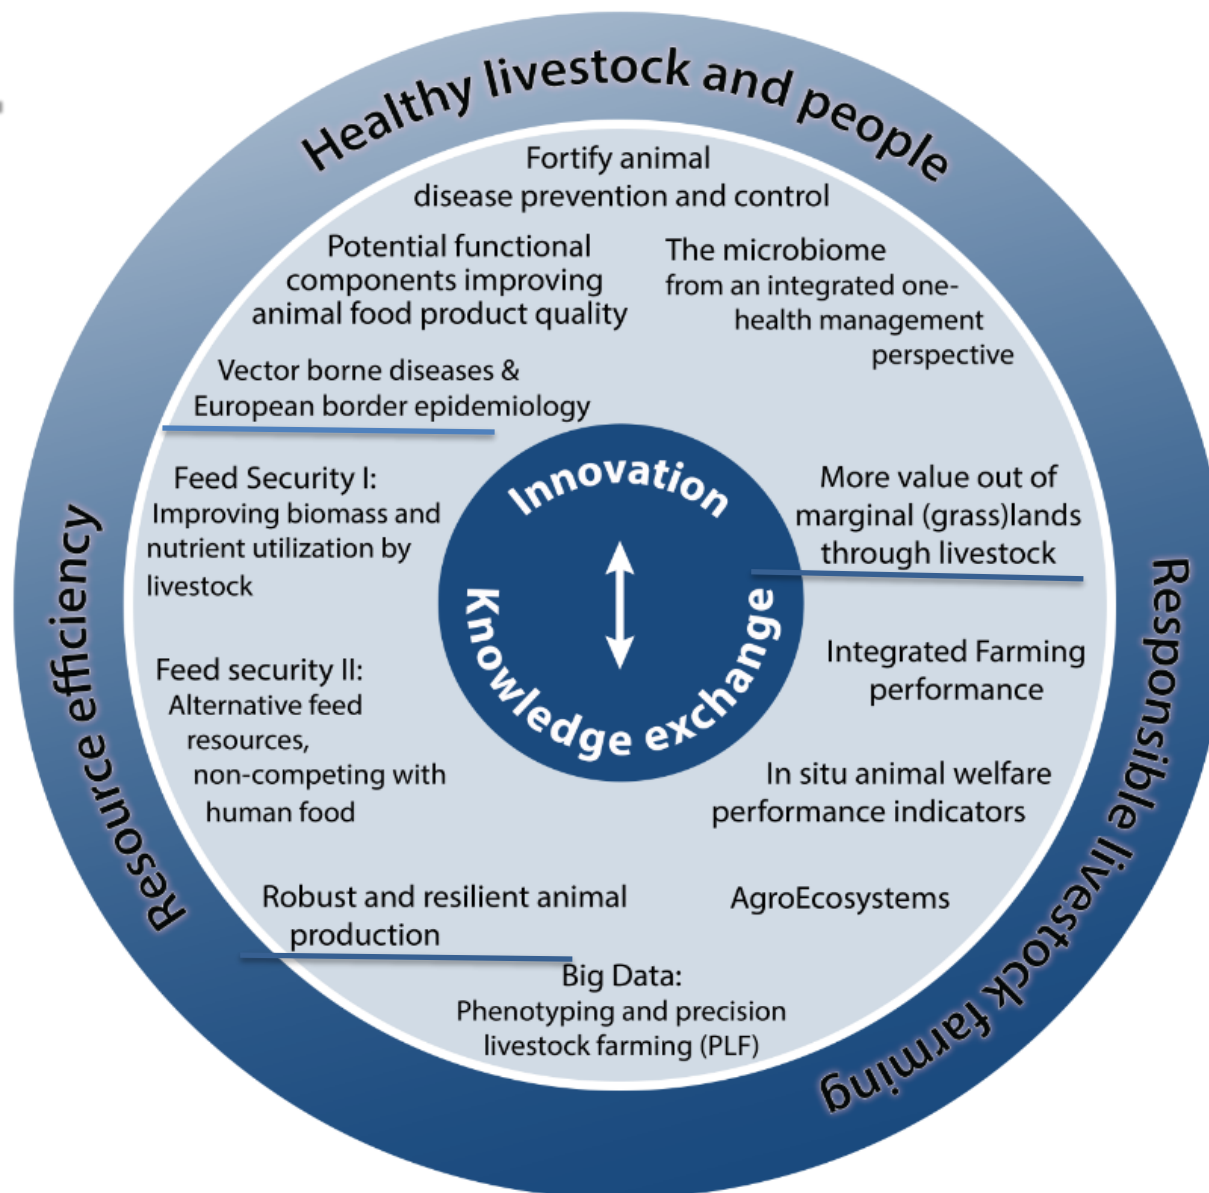 Healthy livestock and people
Fortify animal
disease prevention and control
Potential functional
components improving
animal food product quality
The microbiome
from an integrated one-
health management
perspective
Vector borne diseases &
European border epidemiology
Feed Security I:
Improving biomass and
nutrient utilization by
livestock
Innovation
Knowledge exchange
More value out of
marginal (grass)lands
through livestock
Resource efficiency
Responsible livestock farming
Feed security II:
Alternative feed
resources,
non-competing with
human food
Integrated Farming
performance
In situ animal welfare
performance indicators
Robust and resilient animal
production
AgroEcosystems
Big Data:
Phenotyping and precision
livestock farming (PLF)